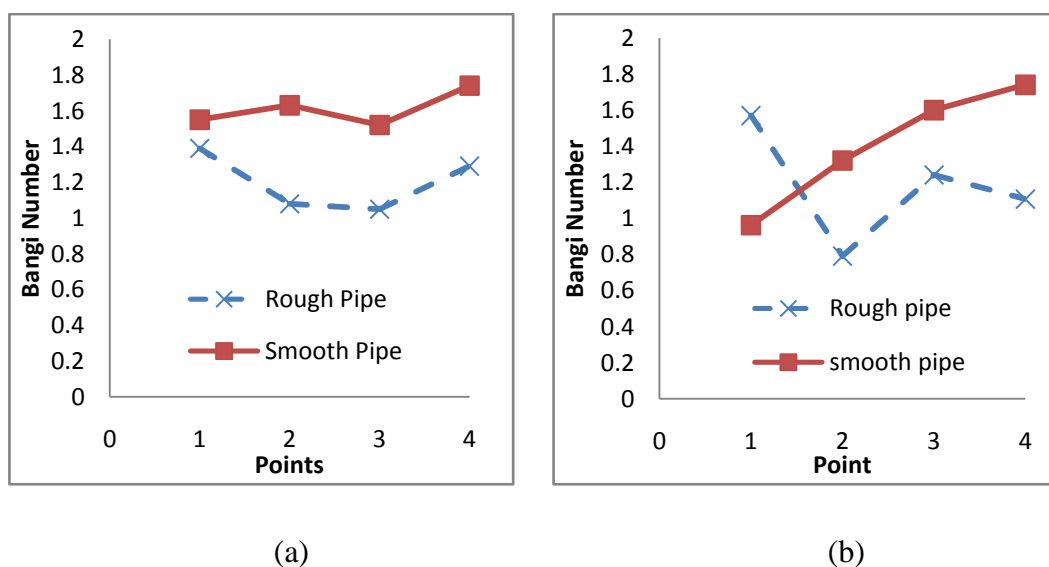 2
1.8
1.6
1.4
1.2
1
0.8
0.6
0.4
0.2
0
Bangi Number
Rough Pipe
Smooth Pipe
0 1 2 3 4
Points
(a)
2
1.8
1.6
1.4
1.2
1
0.8
0.6
0.4
0.2
0
Bangi Number
Rough pipe
smooth pipe
0 1 2 3 4
Point
(b)